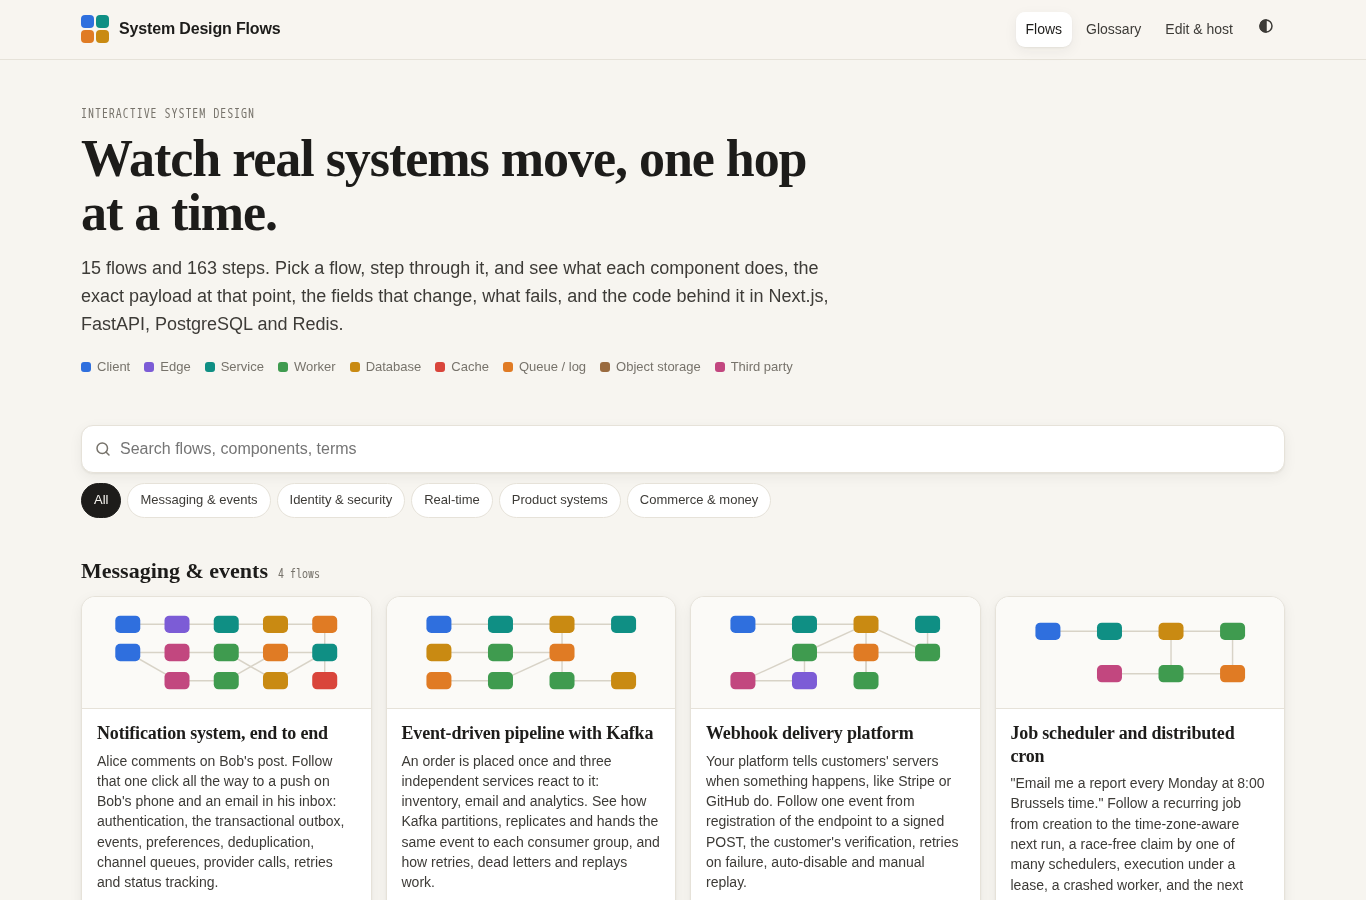 System Design Flows
Flows
Glossary
Edit & host
INTERACTIVE SYSTEM DESIGN
Watch real systems move, one hop
at a time.
15 flows and 163 steps. Pick a flow, step through it, and see what each component does, the
exact payload at that point, the fields that change, what fails, and the code behind it in Next.js,
FastAPI, PostgreSQL and Redis.
Client
Edge
Service
Worker
Database
Cache
Queue / log
Object storage
Third party
Search flows, components, terms
All
Messaging & events
Identity & security
Real-time
Product systems
Commerce & money
Messaging & events
4 flows
Notification system, end to end
Alice comments on Bob's post. Follow
that one click all the way to a push on
Bob's phone and an email in his inbox:
authentication, the transactional outbox,
events, preferences, deduplication,
channel queues, provider calls, retries
and status tracking.
Event-driven pipeline with Kafka
An order is placed once and three
independent services react to it:
inventory, email and analytics. See how
Kafka partitions, replicates and hands the
same event to each consumer group, and
how retries, dead letters and replays
work.
Webhook delivery platform
Your platform tells customers' servers
when something happens, like Stripe or
GitHub do. Follow one event from
registration of the endpoint to a signed
POST, the customer's verification, retries
on failure, auto-disable and manual
replay.
Job scheduler and distributed
cron
"Email me a report every Monday at 8:00
Brussels time." Follow a recurring job
from creation to the time-zone-aware
next run, a race-free claim by one of
many schedulers, execution under a
lease, a crashed worker, and the next